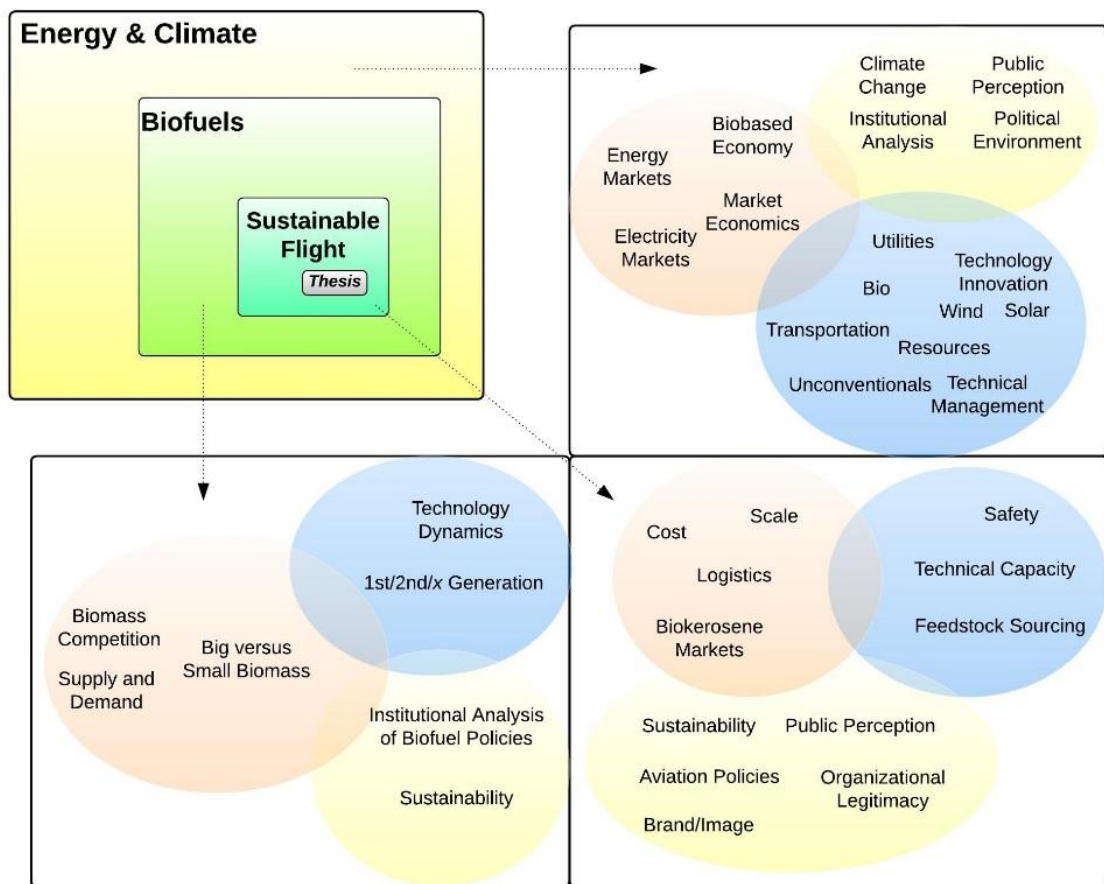 Energy & Climate
Biofuels
Sustainable
Flight
Thesis
Climate
Change
Public
Perception
Institutional
Analysis
Political
Environment
Biobased
Economy
Energy
Markets
Market
Economics
Electricity
Markets
Utilities
Technology
Innovation
Bio
Wind
Solar
Transportation
Resources
Unconventionals
Technical
Management
Technology
Dynamics
1st/2nd/x Generation
Biomass
Competition
Big versus
Small Biomass
Supply and
Demand
Institutional Analysis
of Biofuel Policies
Sustainability
Scale
Cost
Logistics
Biokerosene
Markets
Safety
Technical Capacity
Feedstock Sourcing
Sustainability
Public Perception
Aviation Policies
Organizational
Legitimacy
Brand/Image